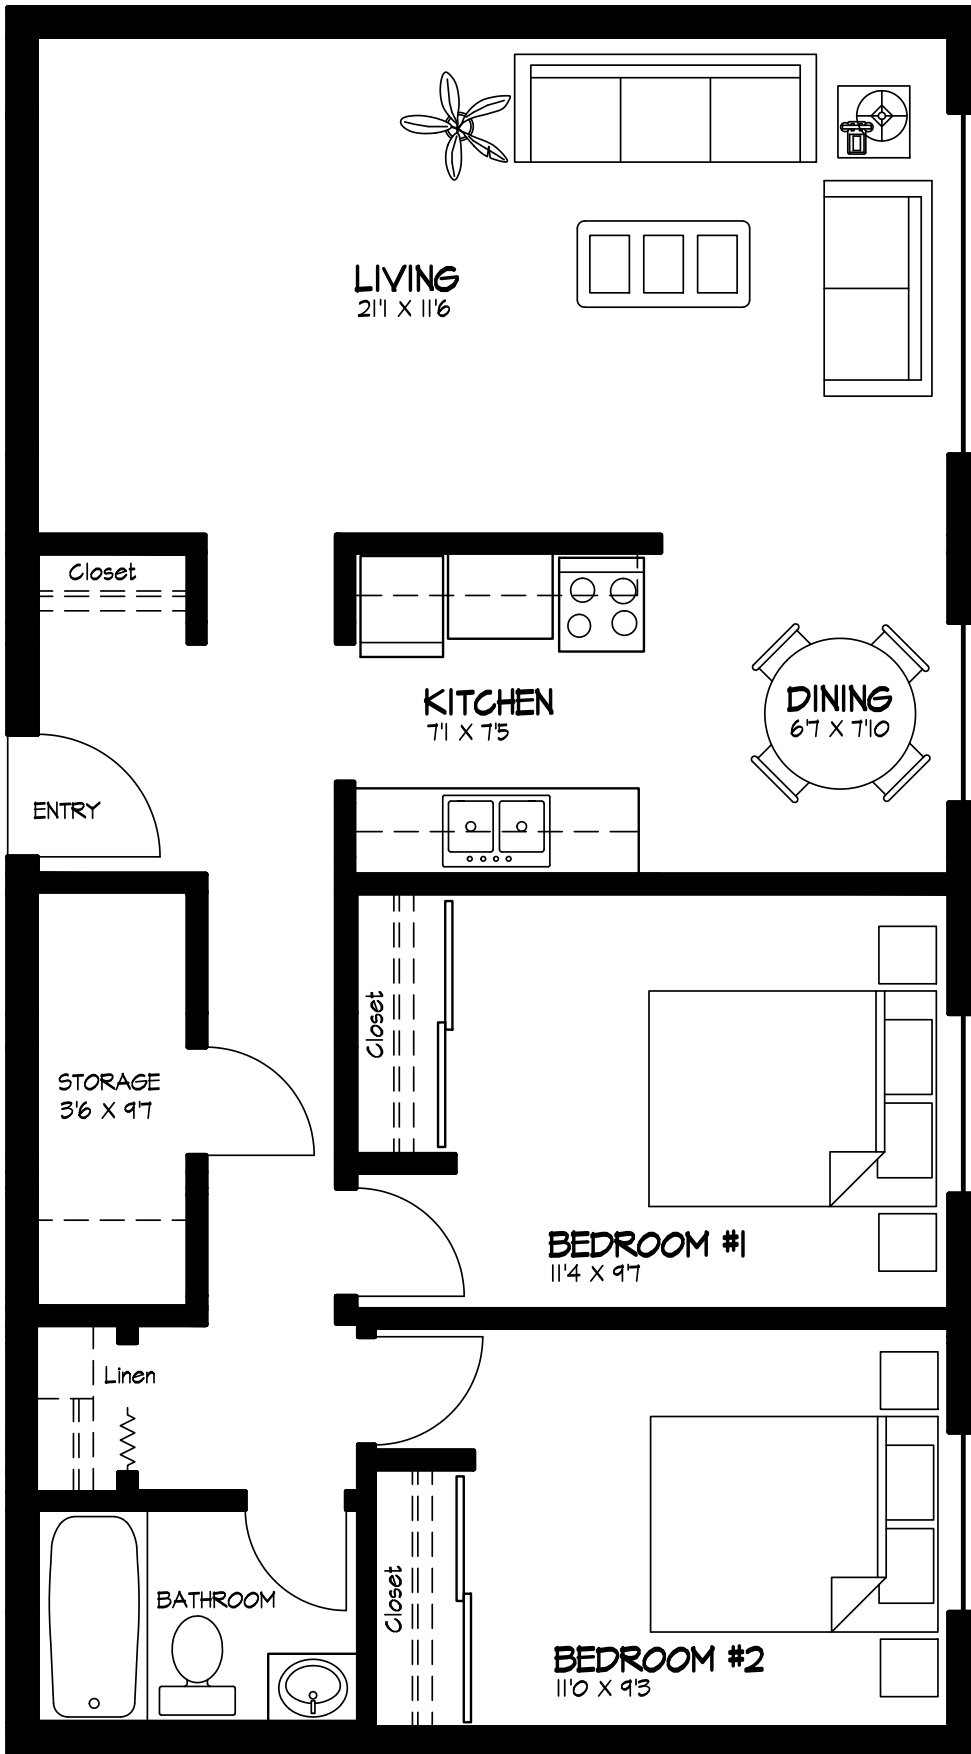 LIVING
21'1 X 11'6
Closet
KITCHEN
7'1 X 7'5
DINING
6'7 X 7'10
ENTRY
Closet
STORAGE
3'6 X 9'7
BEDROOM #1
11'4 X 9'7
Linen
Closet
BATHROOM
BEDROOM #2
11'0 X 9'3